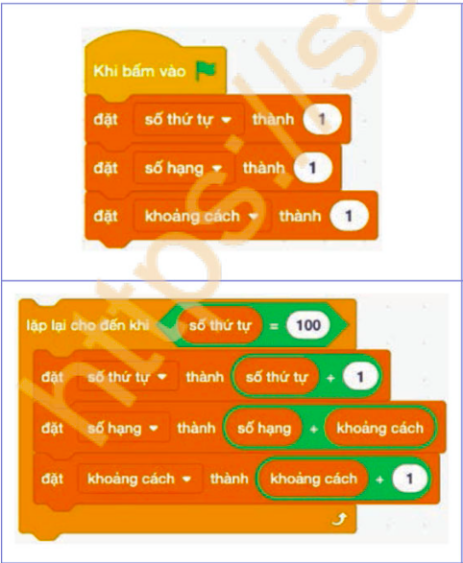 Khi bấm vào
đặt số thứ tự thành 1
đặt số hạng thành 1
đặt khoảng cách thành 1
lặp lại cho đến khi số thứ tự = 100
đặt số thứ tự thành số thứ tự + 1
đặt số hạng thành số hạng + khoảng cách
đặt khoảng cách thành khoảng cách + 1
https://sa